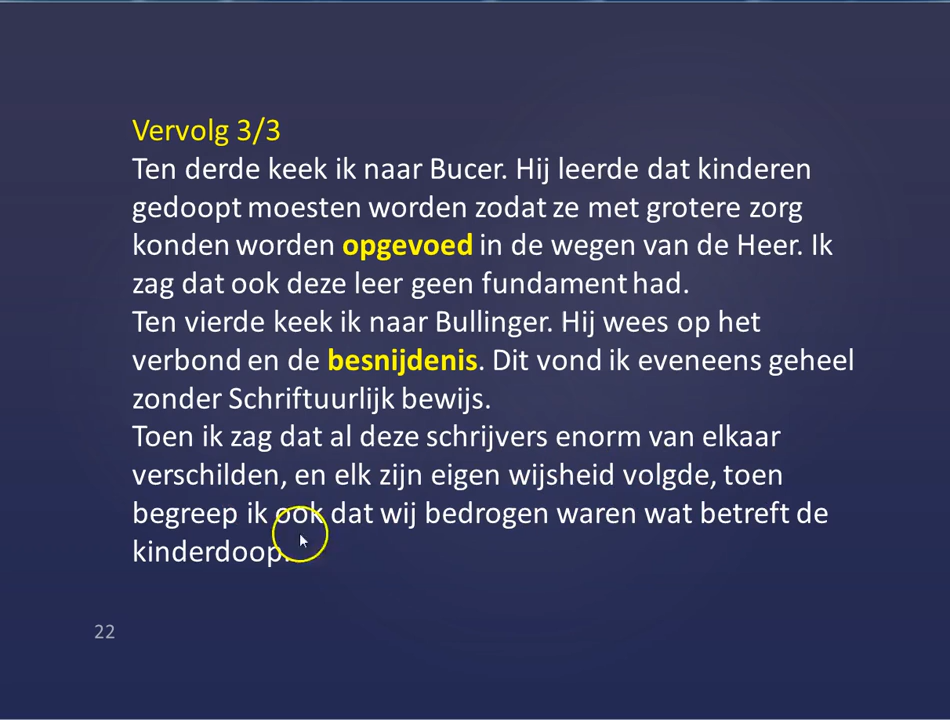 Vervolg 3/3
Ten derde keek ik naar Bucer. Hij leerde dat kinderen
gedoopt moesten worden zodat ze met grotere zorg
konden worden opgevoed in de wegen van de Heer. Ik
zag dat ook deze leer geen fundament had.
Ten vierde keek ik naar Bullinger. Hij wees op het
verbond en de besnijdenis. Dit vond ik eveneens geheel
zonder Schriftuurlijk bewijs.
Toen ik zag dat al deze schrijvers enorm van elkaar
verschilden, en elk zijn eigen wijsheid volgde, toen
begreep ik ook dat wij bedrogen waren wat betreft de
kinderdoop.
22